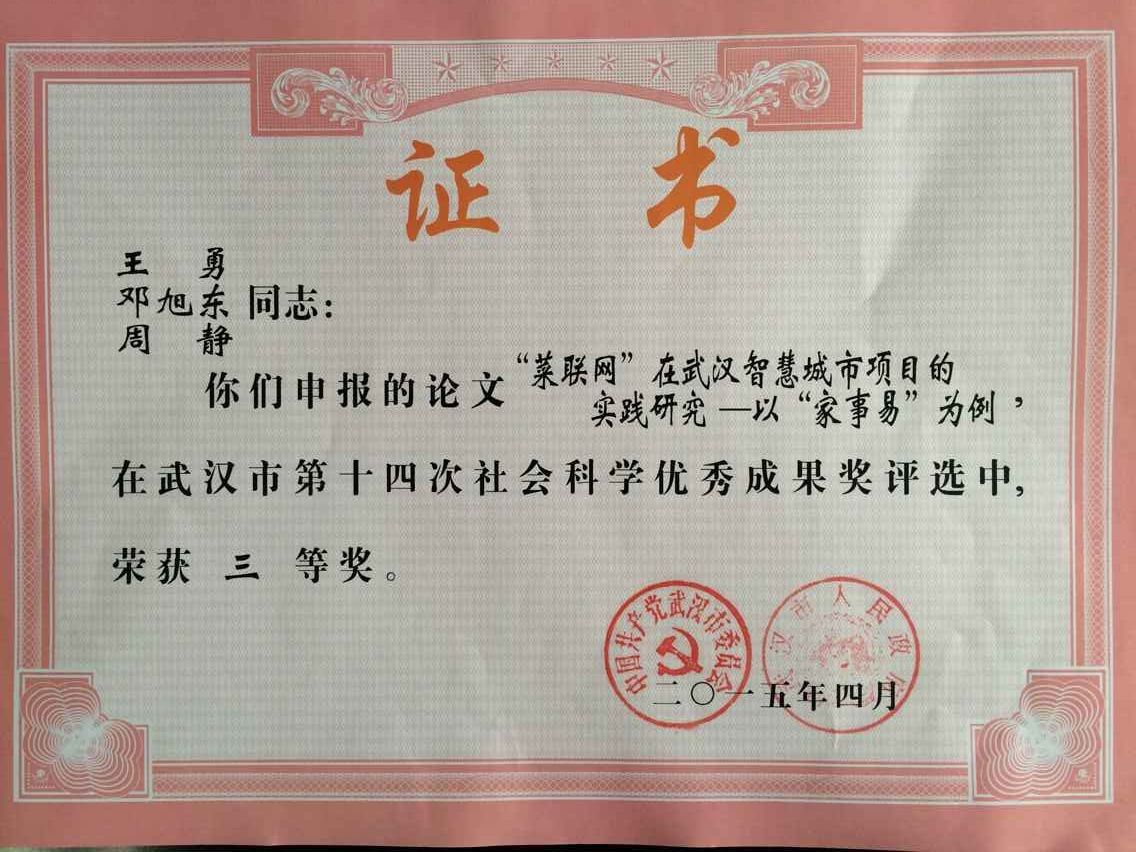 证书
王勇
邓旭东 同志：
周静
你们申报的论文“菜联网”在武汉智慧城市项目的
实践研究—以“家事易”为例，
在武汉市第十四次社会科学优秀成果奖评选中，
荣获 三 等奖。
中国共产党武汉市委员会
武汉市人民政府
二〇一五年四月